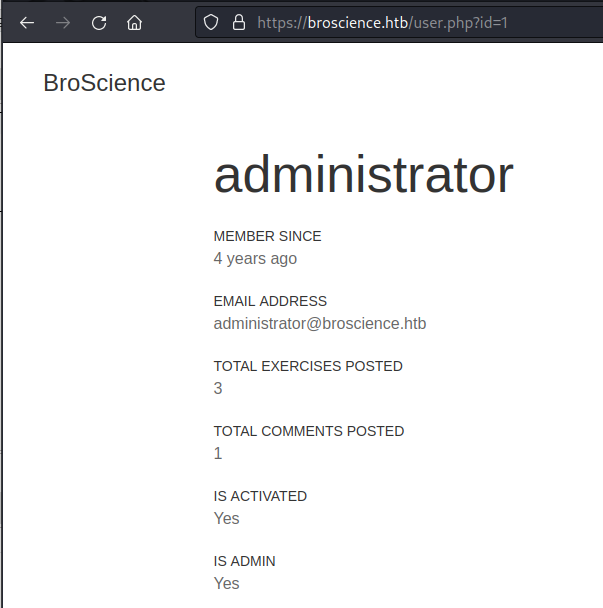 https://broscience.htb/user.php?id=1
BroScience
administrator
MEMBER SINCE
4 years ago
EMAIL ADDRESS
administrator@broscience.htb
TOTAL EXERCISES POSTED
3
TOTAL COMMENTS POSTED
1
IS ACTIVATED
Yes
IS ADMIN
Yes